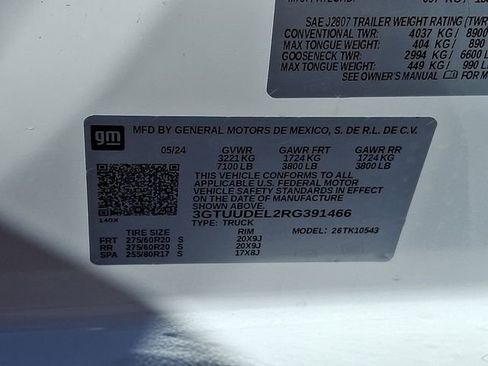 SAE J2807 TRAILER WEIGHT RATING (TWR
CONVENTIONAL TWR: 4037 KG / 8900
MAX TONGUE TWR: 404 KG / 890
GOOSENECK TWR: 2994 KG / 6600
MAX TONGUE TWR: 449 KG / 990 LB
SEE OWNER'S MANUAL FOR M
gm
MFD BY GENERAL MOTORS DE MEXICO, S. DE R.L. DE C.V.
05/24 GVWR GAWR FRT GAWR RR
3221 KG 1724 KG 1724 KG
7100 LB 3800 LB 3800 LB
THIS VEHICLE CONFORMS TO ALL APPLICABLE U.S. FEDERAL MOTOR
VEHICLE SAFETY STANDARDS IN EFFECT ON THE DATE OF MANUFACTURE
SHOWN ABOVE.
3GTUUDEL2RG391466
TYPE: TRUCK
140X
TIRE SIZE RIM 26TK10543
FRT 275/60R20 S 20X9J
RR 275/60R20 S 20X9J
SPA 255/80R17 S 17X8J